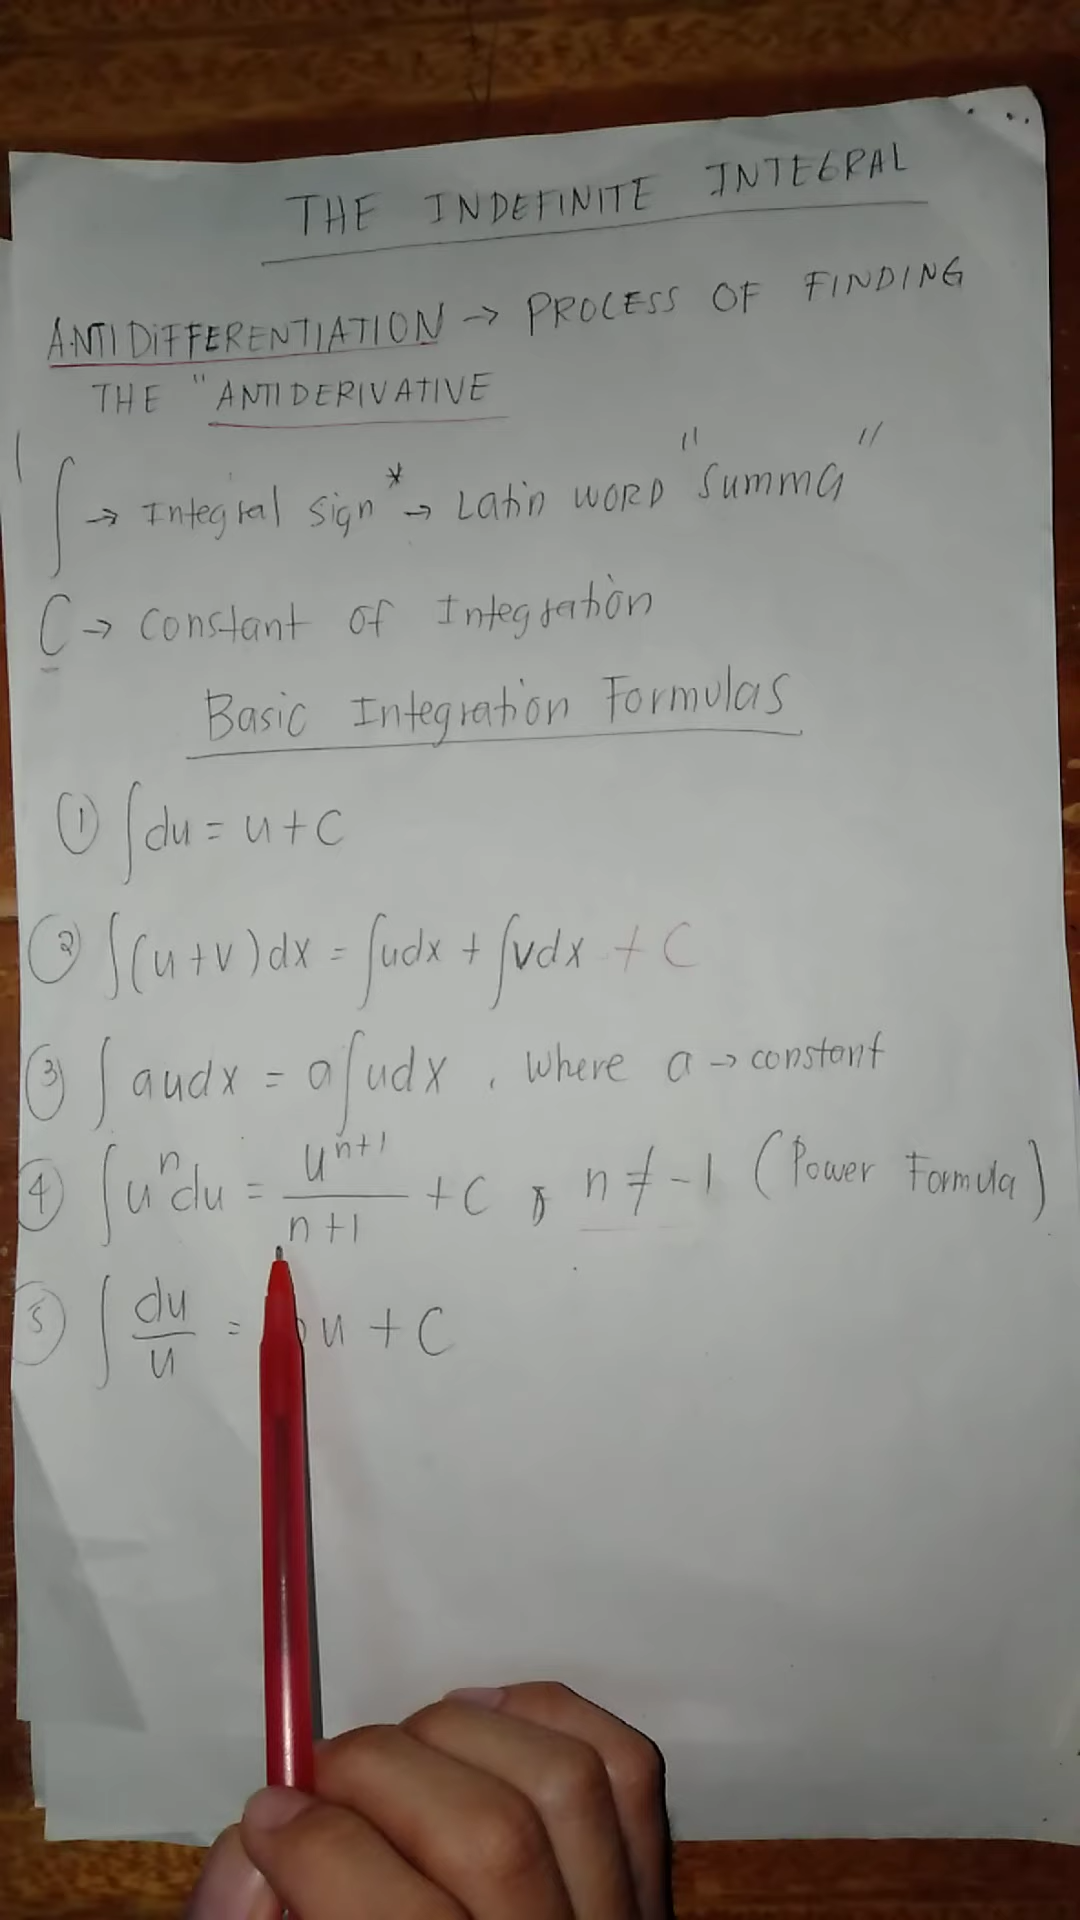 THE INDEFINITE INTEGRAL
ANTIDIFFERENTIATION → PROCESS OF FINDING
THE "ANTIDERIVATIVE
∫ → Integral sign* → Latin WORD "Summa"
C → Constant of Integration
Basic Integration Formulas
① ∫du = u + C
② ∫(u+v)dx = ∫udx + ∫vdx + C
③ ∫audx = a∫udx , where a → constant
④ ∫uⁿdu = uⁿ⁺¹/n+1 + C , n ≠ -1 (Power Formula)
⑤ ∫du/u = u + C